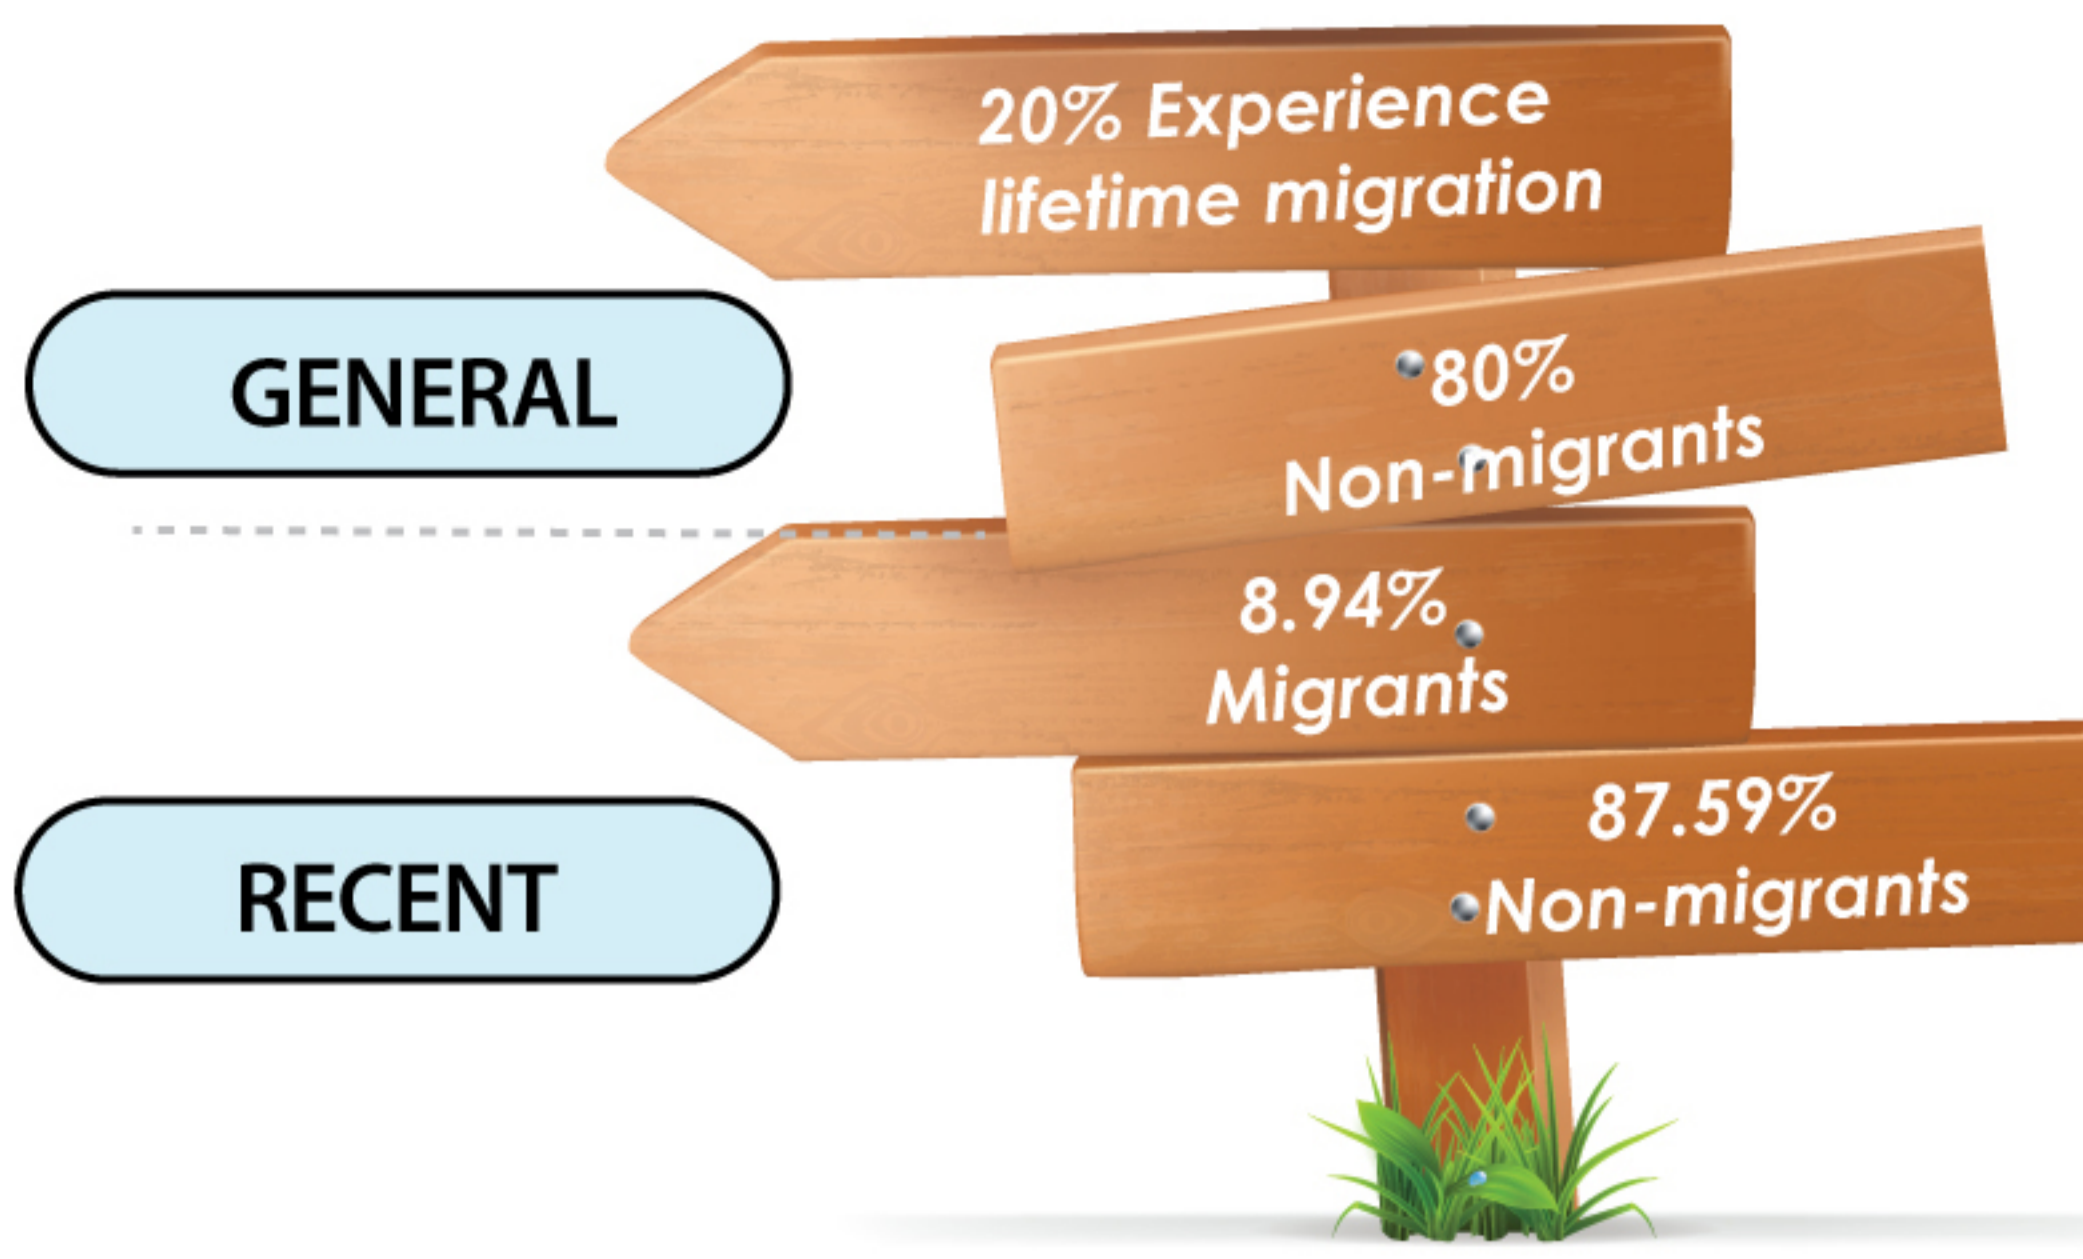 20% Experience
lifetime migration
GENERAL
80%
Non-migrants
8.94%
Migrants
RECENT
87.59%
Non-migrants